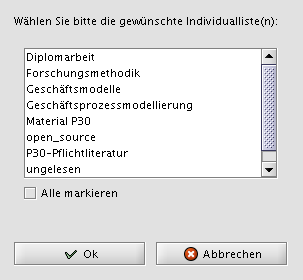 Wählen Sie bitte die gewünschte Individualliste(n):
Diplomarbeit
Forschungsmethodik
Geschäftsmodelle
Geschäftsprozessmodellierung
Material P30
open_source
P30-Pflichtliteratur
ungelesen
Alle markieren
Ok
Abbrechen